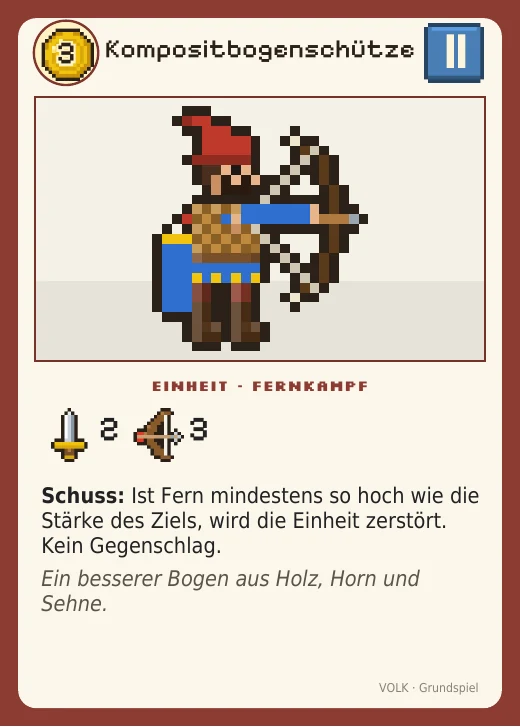 3 Kompositbogenschütze II
EINHEIT - FERNKAMPF
2 3
Schuss: Ist Fern mindestens so hoch wie die
Stärke des Ziels, wird die Einheit zerstört.
Kein Gegenschlag.
Ein besserer Bogen aus Holz, Horn und
Sehne.
VOLK · Grundspiel